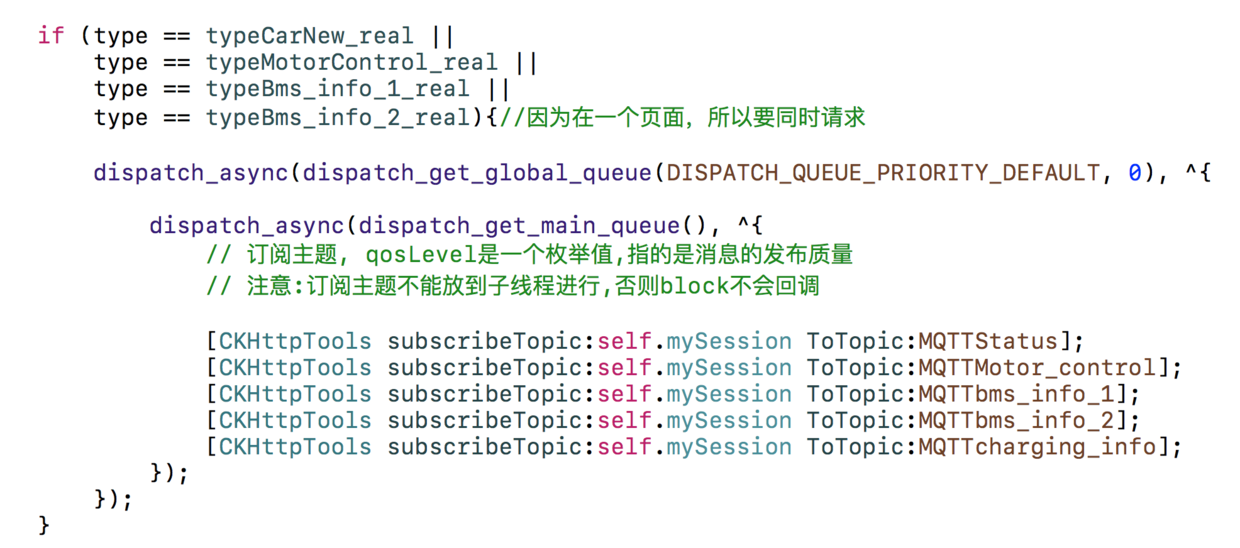 if (type == typeCarNew_real ||
type == typeMotorControl_real ||
type == typeBms_info_1_real ||
type == typeBms_info_2_real){//因为在一个页面，所以要同时请求
dispatch_async(dispatch_get_global_queue(DISPATCH_QUEUE_PRIORITY_DEFAULT, 0), ^{
dispatch_async(dispatch_get_main_queue(), ^{
// 订阅主题, qosLevel是一个枚举值,指的是消息的发布质量
// 注意:订阅主题不能放到子线程进行,否则block不会回调
[CKHttpTools subscribeTopic:self.mySession ToTopic:MQTTStatus];
[CKHttpTools subscribeTopic:self.mySession ToTopic:MQTTMotor_control];
[CKHttpTools subscribeTopic:self.mySession ToTopic:MQTTbms_info_1];
[CKHttpTools subscribeTopic:self.mySession ToTopic:MQTTbms_info_2];
[CKHttpTools subscribeTopic:self.mySession ToTopic:MQTTcharging_info];
});
});
}